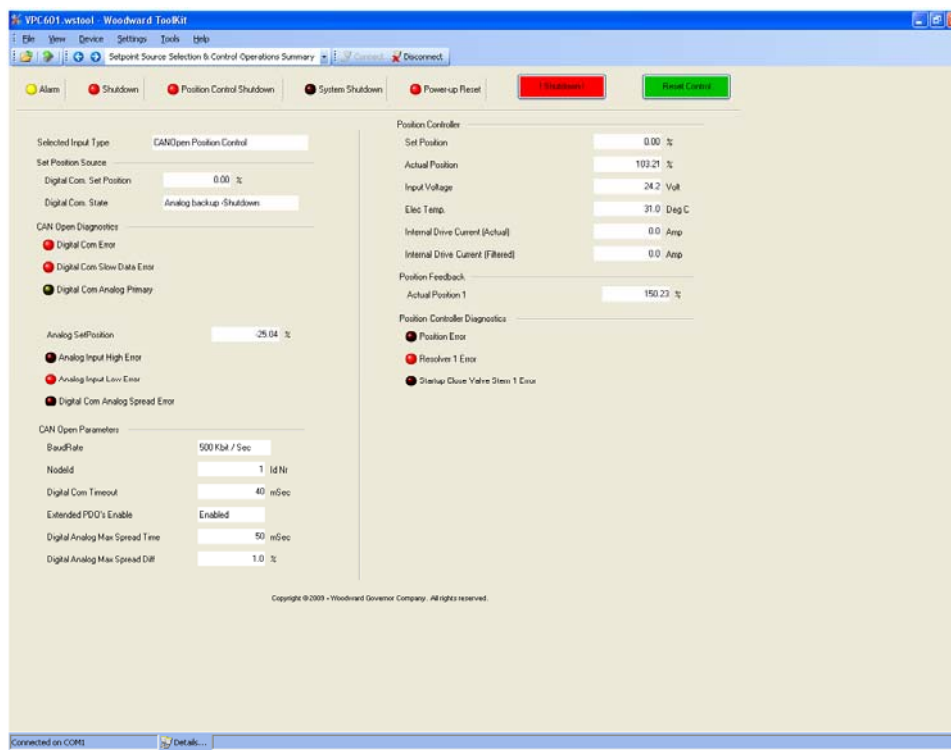 VPC601.wstool - Woodward ToolKit
File View Device Settings Tools Help
Setpoint Source Selection & Control Operations Summary Connect Disconnect
Alarm Shutdown Position Control Shutdown System Shutdown Power-up Reset ! Shutdown ! Reset Control
Selected Input Type CANOpen Position Control
Set Position Source
Digital Com. Set Position 0.00 %
Digital Com. State Analog backup -Shutdown
CAN Open Diagnostics
Digital Com Error
Digital Com Slow Data Error
Digital Com Analog Primary
Analog SetPosition -25.04 %
Analog Input High Error
Analog Input Low Error
Digital Com Analog Spread Error
CAN Open Parameters
BaudRate 500 Kbit / Sec
NodeId 1 Id Nr
Digital Com Timeout 40 mSec
Extended PDO's Enable Enabled
Digital Analog Max Spread Time 50 mSec
Digital Analog Max Spread Diff 1.0 %
Position Controller
Set Position 0.00 %
Actual Position 103.21 %
Input Voltage 24.2 Volt
Elec Temp. 31.0 Deg C
Internal Drive Current (Actual) 0.0 Amp
Internal Drive Current (Filtered) 0.0 Amp
Position Feedback
Actual Position 1 150.23 %
Position Controller Diagnostics
Position Error
Resolver 1 Error
Startup Close Valve Stem 1 Error
Copyright ©2009 - Woodward Governor Company. All rights reserved.
Connected on COM1 Details...